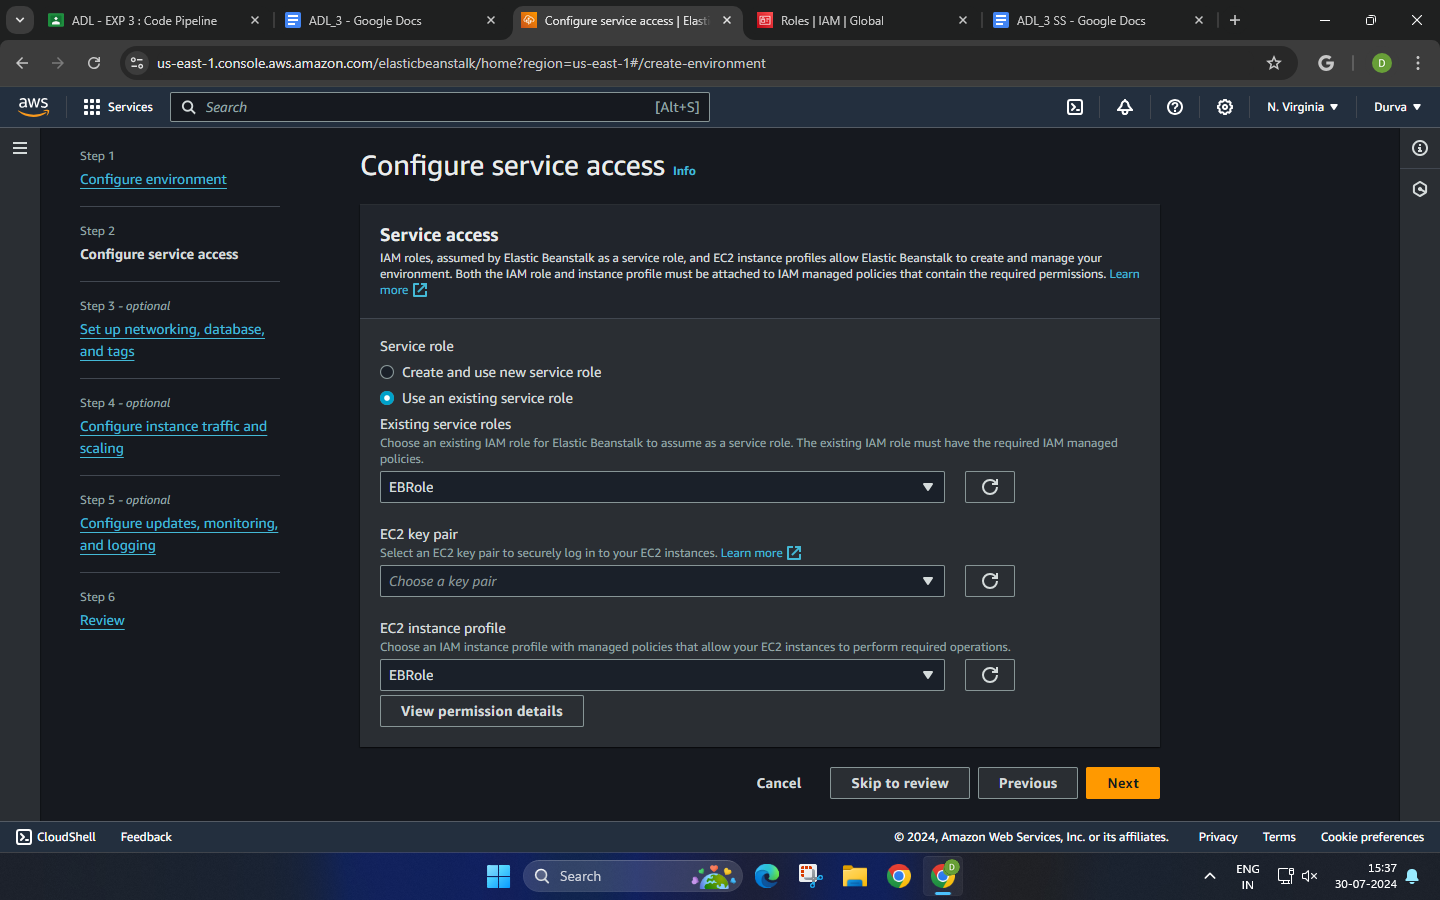 ADL - EXP 3 : Code Pipeline
ADL_3 - Google Docs
Configure service access | Elasti
Roles | IAM | Global
ADL_3 SS - Google Docs
us-east-1.console.aws.amazon.com/elasticbeanstalk/home?region=us-east-1#/create-environment
G
D
aws
Services
Search
[Alt+S]
N. Virginia
Durva
Step 1
Configure environment
Step 2
Configure service access
Step 3 - optional
Set up networking, database,
and tags
Step 4 - optional
Configure instance traffic and
scaling
Step 5 - optional
Configure updates, monitoring,
and logging
Step 6
Review
Configure service access Info
Service access
IAM roles, assumed by Elastic Beanstalk as a service role, and EC2 instance profiles allow Elastic Beanstalk to create and manage your
environment. Both the IAM role and instance profile must be attached to IAM managed policies that contain the required permissions. Learn
more
Service role
Create and use new service role
Use an existing service role
Existing service roles
Choose an existing IAM role for Elastic Beanstalk to assume as a service role. The existing IAM role must have the required IAM managed
policies.
EBRole
EC2 key pair
Select an EC2 key pair to securely log in to your EC2 instances. Learn more
Choose a key pair
EC2 instance profile
Choose an IAM instance profile with managed policies that allow your EC2 instances to perform required operations.
EBRole
View permission details
Cancel
Skip to review
Previous
Next
CloudShell
Feedback
© 2024, Amazon Web Services, Inc. or its affiliates.
Privacy
Terms
Cookie preferences
Search
D
ENG
IN
15:37
30-07-2024